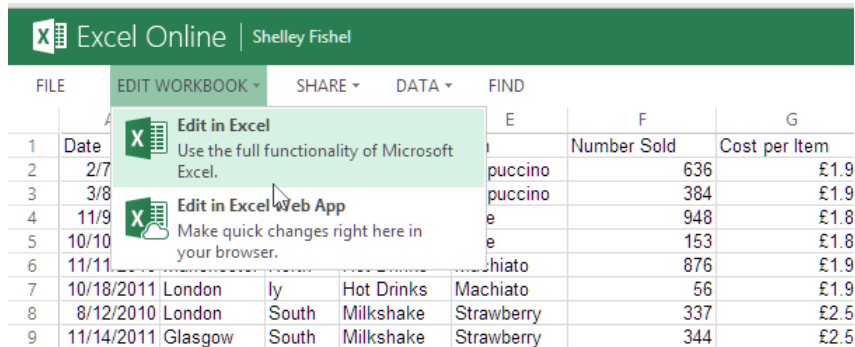 Excel Online | Shelley Fishel
FILE EDIT WORKBOOK SHARE DATA FIND
Edit in Excel
Use the full functionality of Microsoft
Excel.
Edit in Excel Web App
Make quick changes right here in
your browser.
E F G
1 Date Number Sold Cost per Item
2 2/7 puccino 636 £1.9
3 3/8 puccino 384 £1.9
4 11/9 948 £1.8
5 10/10 153 £1.8
6 11/11 hiato 876 £1.9
7 10/18/2011 London ly Hot Drinks Machiato 56 £1.9
8 8/12/2010 London South Milkshake Strawberry 337 £2.5
9 11/14/2011 Glasgow South Milkshake Strawberry 344 £2.5